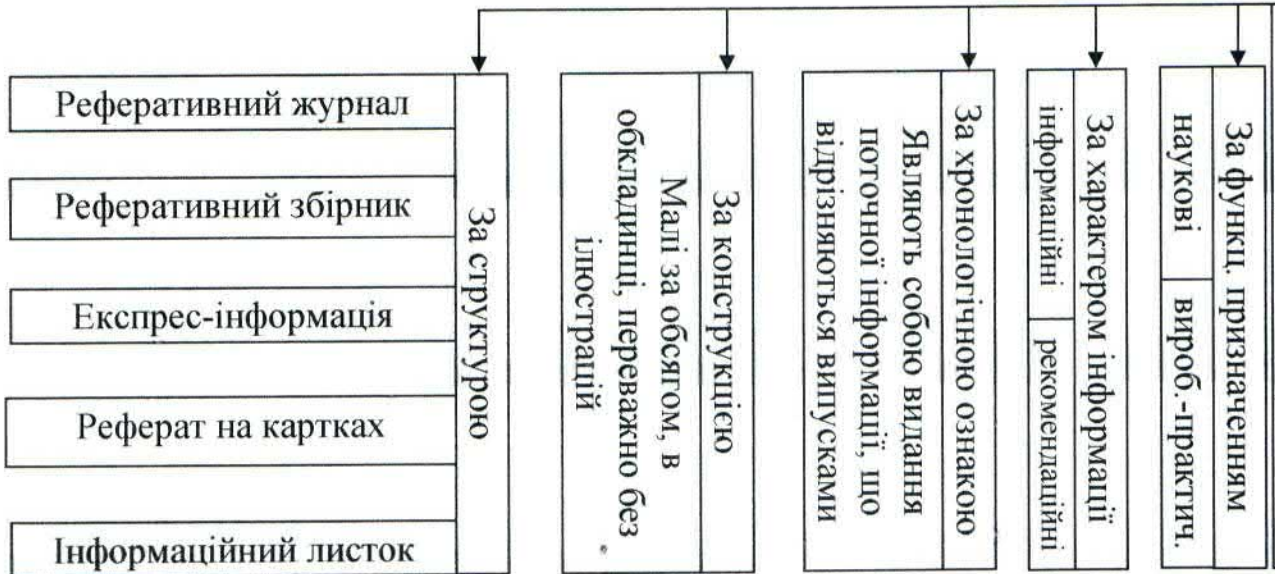 Реферативний журнал
Реферативний збірник
Експрес-інформація
Реферат на картках
Інформаційний листок
За структурою
За конструкцією
Малі за обсягом, в
обкладинці, переважно без
ілюстрацій
За хронологічною ознакою
Являють собою видання
поточної інформації, що
відрізняються випусками
За характером інформації
інформаційні
рекомендаційні
За функц. призначенням
наукові
вироб.-практич.